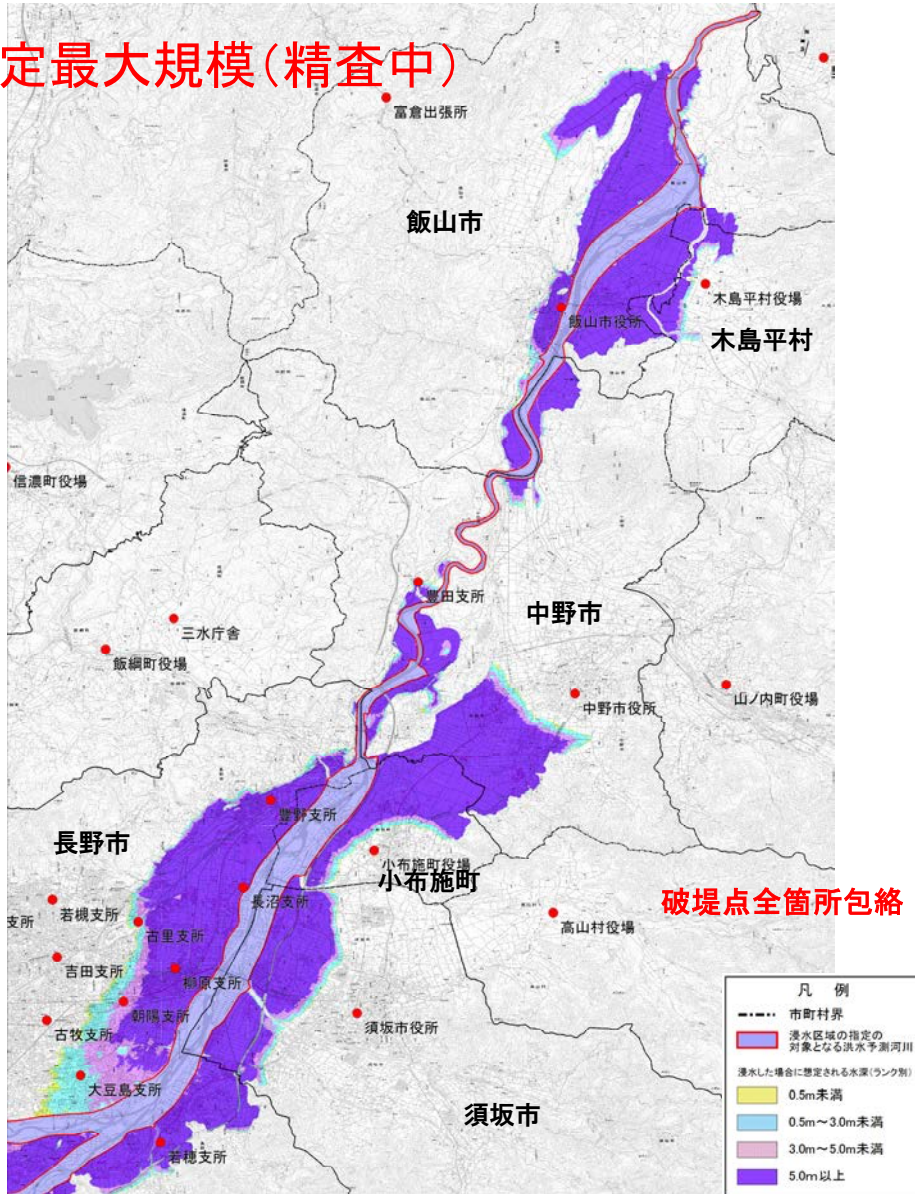 定最大規模(精査中)
富倉出張所
飯山市
木島平村役場
飯山市役所
木島平村
信濃町役場
豊田支所
中野市
三水庁舎
飯綱町役場
山ノ内町役場
中野市役所
豊野支所
長野市
小布施町役場
小布施町
長沼支所
破堤点全箇所包絡
若槻支所
支所
高山村役場
古里支所
吉田支所
柳原支所
朝陽支所
古牧支所
須坂市役所
大豆島支所
須坂市
若穂支所
凡 例
市町村界
浸水区域の指定の
対象となる洪水予測河川
浸水した場合に想定される水深(ランク別)
0.5m未満
0.5m~3.0m未満
3.0m~5.0m未満
5.0m以上